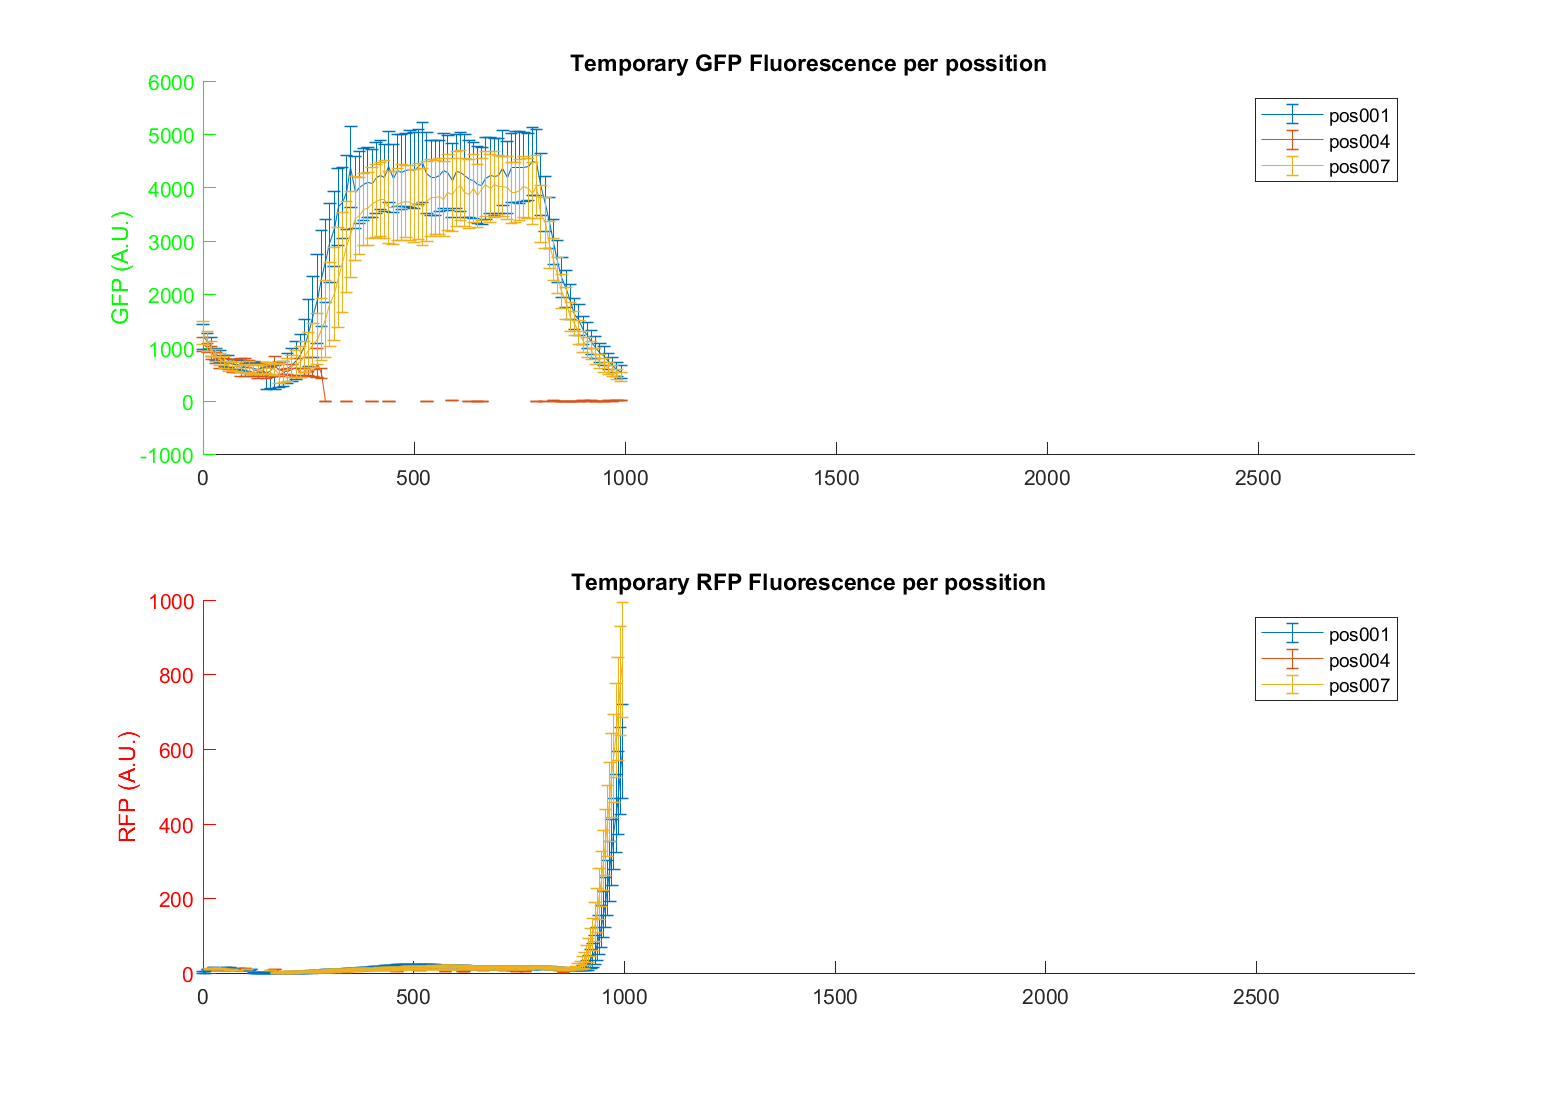 Temporary GFP Fluorescence per possition
6000
5000
4000
3000
2000
1000
0
-1000
GFP (A.U.)
0 500 1000 1500 2000 2500
pos001
pos004
pos007
Temporary RFP Fluorescence per possition
1000
800
600
400
200
0
RFP (A.U.)
0 500 1000 1500 2000 2500
pos001
pos004
pos007